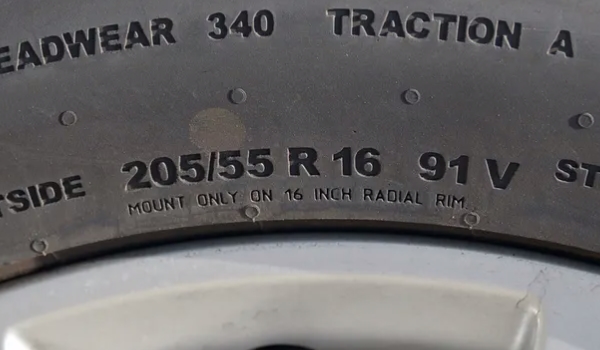 EADWEAR 340 TRACTION A
TSIDE 205/55 R 16 91 V ST
MOUNT ONLY ON 16 INCH RADIAL RIM